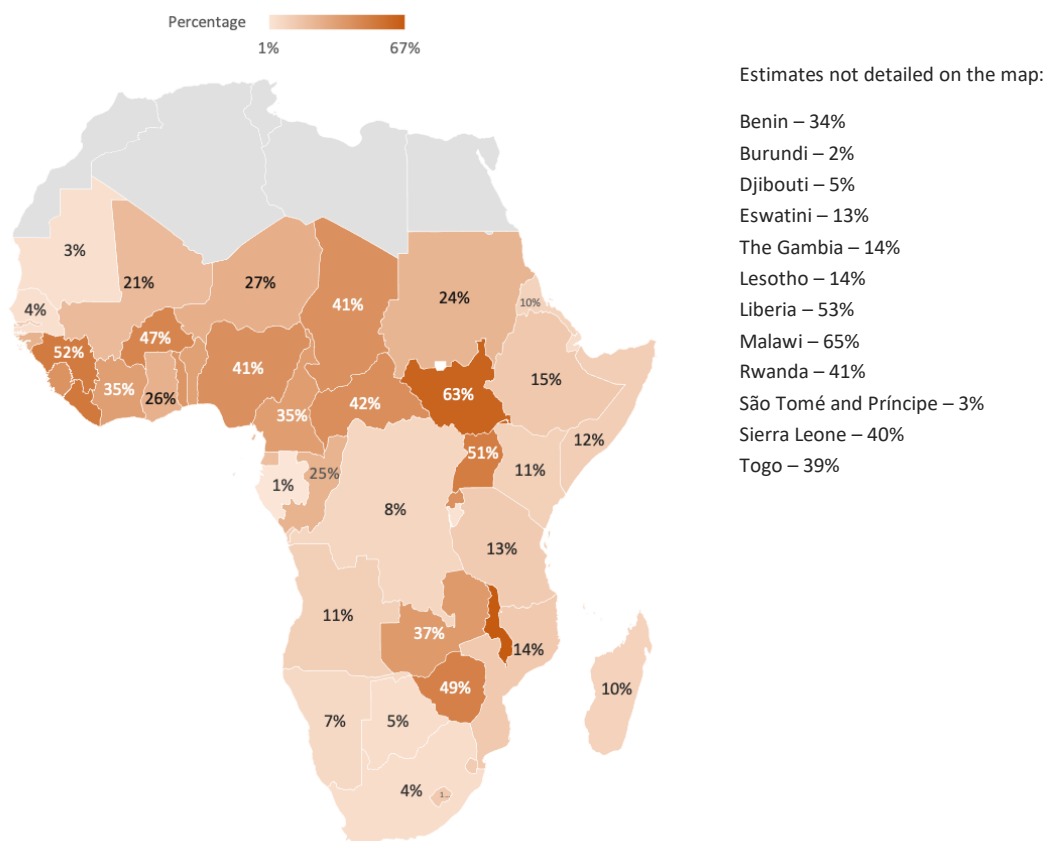 Percentage
1% 67%
Estimates not detailed on the map:
Benin – 34%
Burundi – 2%
Djibouti – 5%
Eswatini – 13%
The Gambia – 14%
Lesotho – 14%
Liberia – 53%
Malawi – 65%
Rwanda – 41%
São Tomé and Príncipe – 3%
Sierra Leone – 40%
Togo – 39%
3%
21%
27%
41%
24%
10%
4%
52%
47%
35%
26%
41%
35%
42%
63%
15%
12%
1%
25%
8%
51%
11%
13%
11%
37%
14%
49%
10%
7%
5%
4%
1...